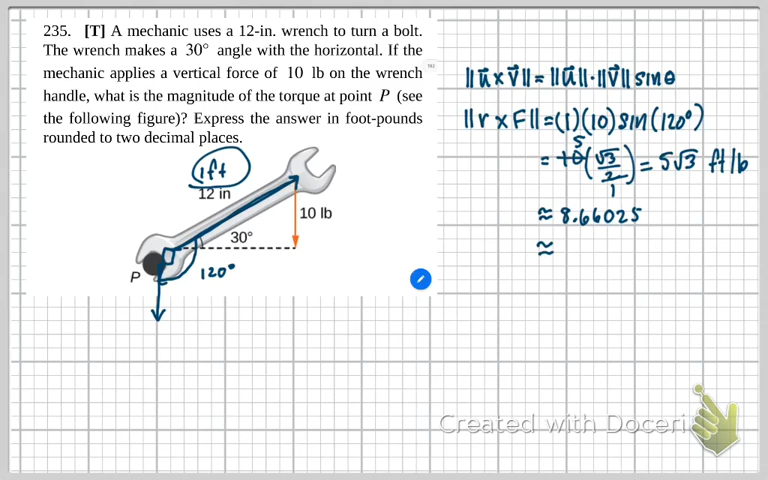 235. [T] A mechanic uses a 12-in. wrench to turn a bolt.
The wrench makes a 30° angle with the horizontal. If the
mechanic applies a vertical force of 10 lb on the wrench
handle, what is the magnitude of the torque at point P (see
the following figure)? Express the answer in foot-pounds
rounded to two decimal places.
1ft
12 in
10 lb
30°
P
120°
||u⃗ x v⃗|| = ||u⃗||·||v⃗|| sinθ
||r x F|| = (1)(10) sin(120°)
5
= 10(√3/2) = 5√3 ft/lb
1
≈ 8.66025
≈
Created with Doceri